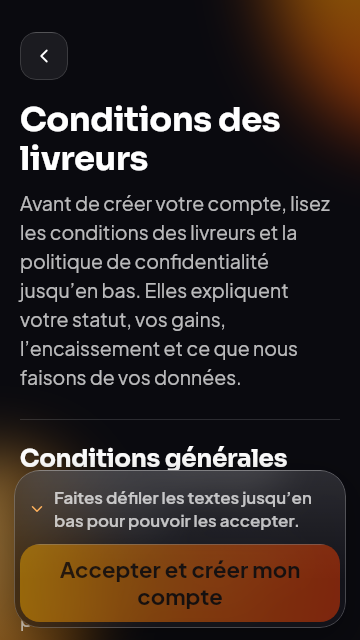 Conditions des
livreurs
Avant de créer votre compte, lisez
les conditions des livreurs et la
politique de confidentialité
jusqu’en bas. Elles expliquent
votre statut, vos gains,
l’encaissement et ce que nous
faisons de vos données.
Conditions générales
Faites défiler les textes jusqu’en
bas pour pouvoir les accepter.
Accepter et créer mon
compte